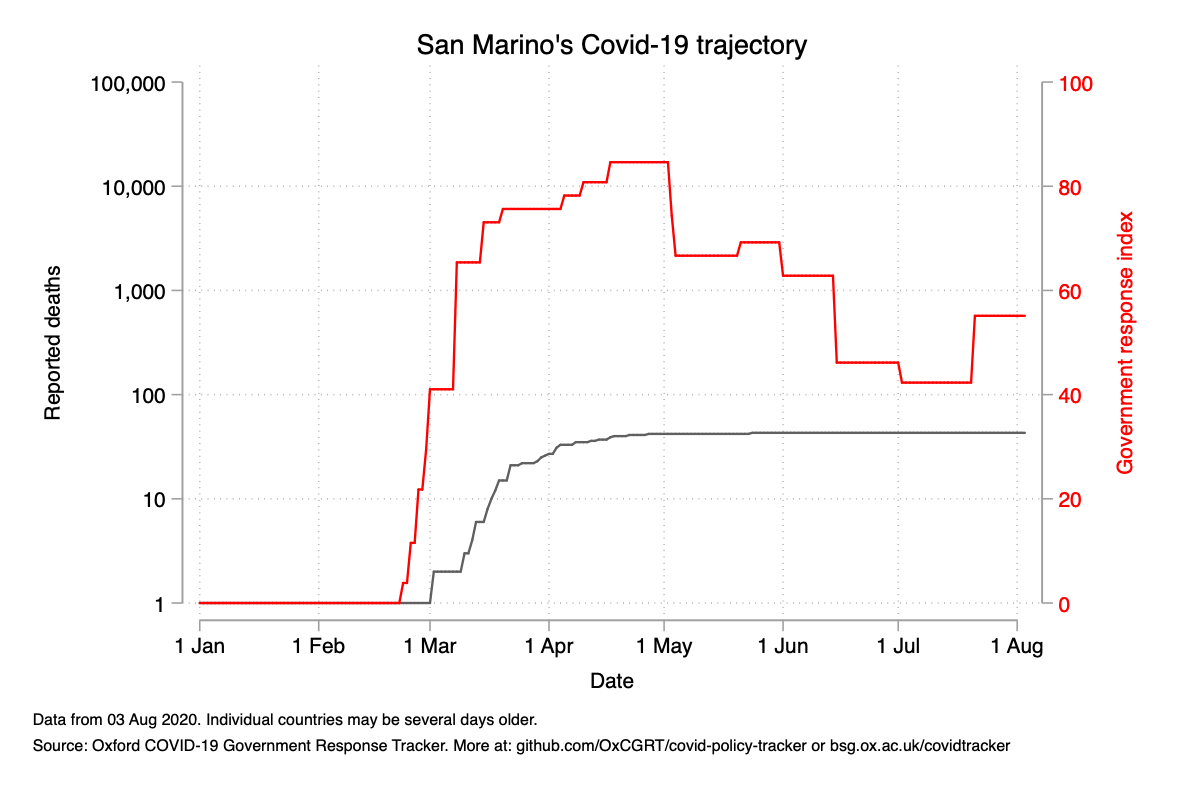 San Marino's Covid-19 trajectory
100,000
10,000
1,000
100
10
1
Reported deaths
100
80
60
40
20
0
Government response index
1 Jan
1 Feb
1 Mar
1 Apr
1 May
1 Jun
1 Jul
1 Aug
Date
Data from 03 Aug 2020. Individual countries may be several days older.
Source: Oxford COVID-19 Government Response Tracker. More at: github.com/OxCGRT/covid-policy-tracker or bsg.ox.ac.uk/covidtracker